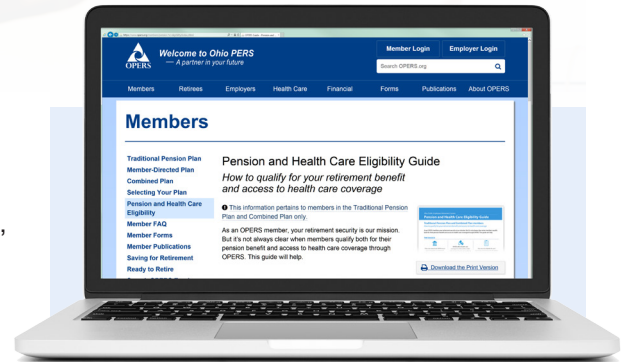 Welcome to Ohio PERS
— A partner in your future
OPERS
Member Login
Employer Login
Search OPERS.org
Members
Retirees
Employers
Health Care
Financial
Forms
Publications
About OPERS
Members
Traditional Pension Plan
Member-Directed Plan
Combined Plan
Selecting Your Plan
Pension and Health Care
Eligibility
Member FAQ
Member Forms
Member Publications
Saving for Retirement
Ready to Retire
Pension and Health Care Eligibility Guide
How to qualify for your retirement benefit
and access to health care coverage
This information pertains to members in the Traditional Pension
Plan and Combined Plan only.
As an OPERS member, your retirement security is our mission.
But it's not always clear when members qualify both for their
pension benefit and access to health care coverage through
OPERS. This guide will help.
Pension and Health Care Eligibility Guide
Download the Print Version
,